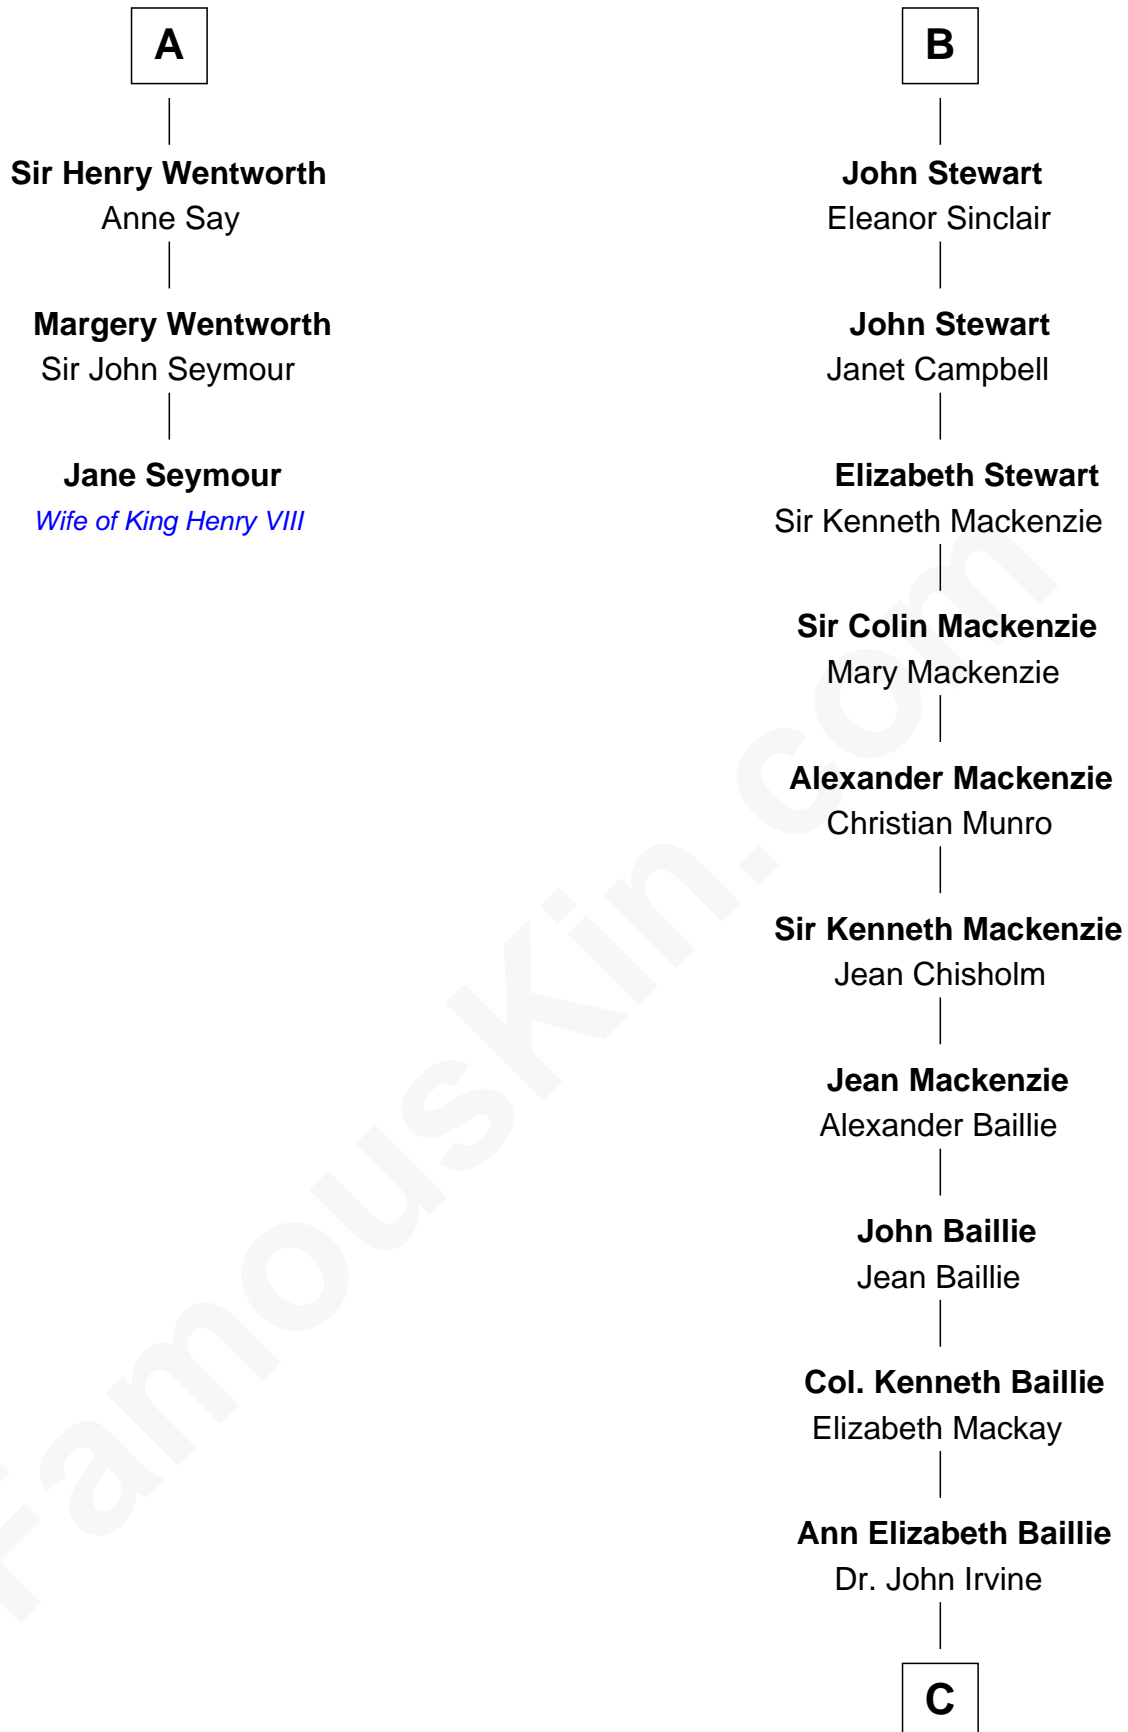 A
Sir Henry Wentworth
Anne Say
Margery Wentworth
Sir John Seymour
Jane Seymour
Wife of King Henry VIII
B
John Stewart
Eleanor Sinclair
John Stewart
Janet Campbell
Elizabeth Stewart
Sir Kenneth Mackenzie
Sir Colin Mackenzie
Mary Mackenzie
Alexander Mackenzie
Christian Munro
Sir Kenneth Mackenzie
Jean Chisholm
Jean Mackenzie
Alexander Baillie
John Baillie
Jean Baillie
Col. Kenneth Baillie
Elizabeth Mackay
Ann Elizabeth Baillie
Dr. John Irvine
C
FamousKin.com